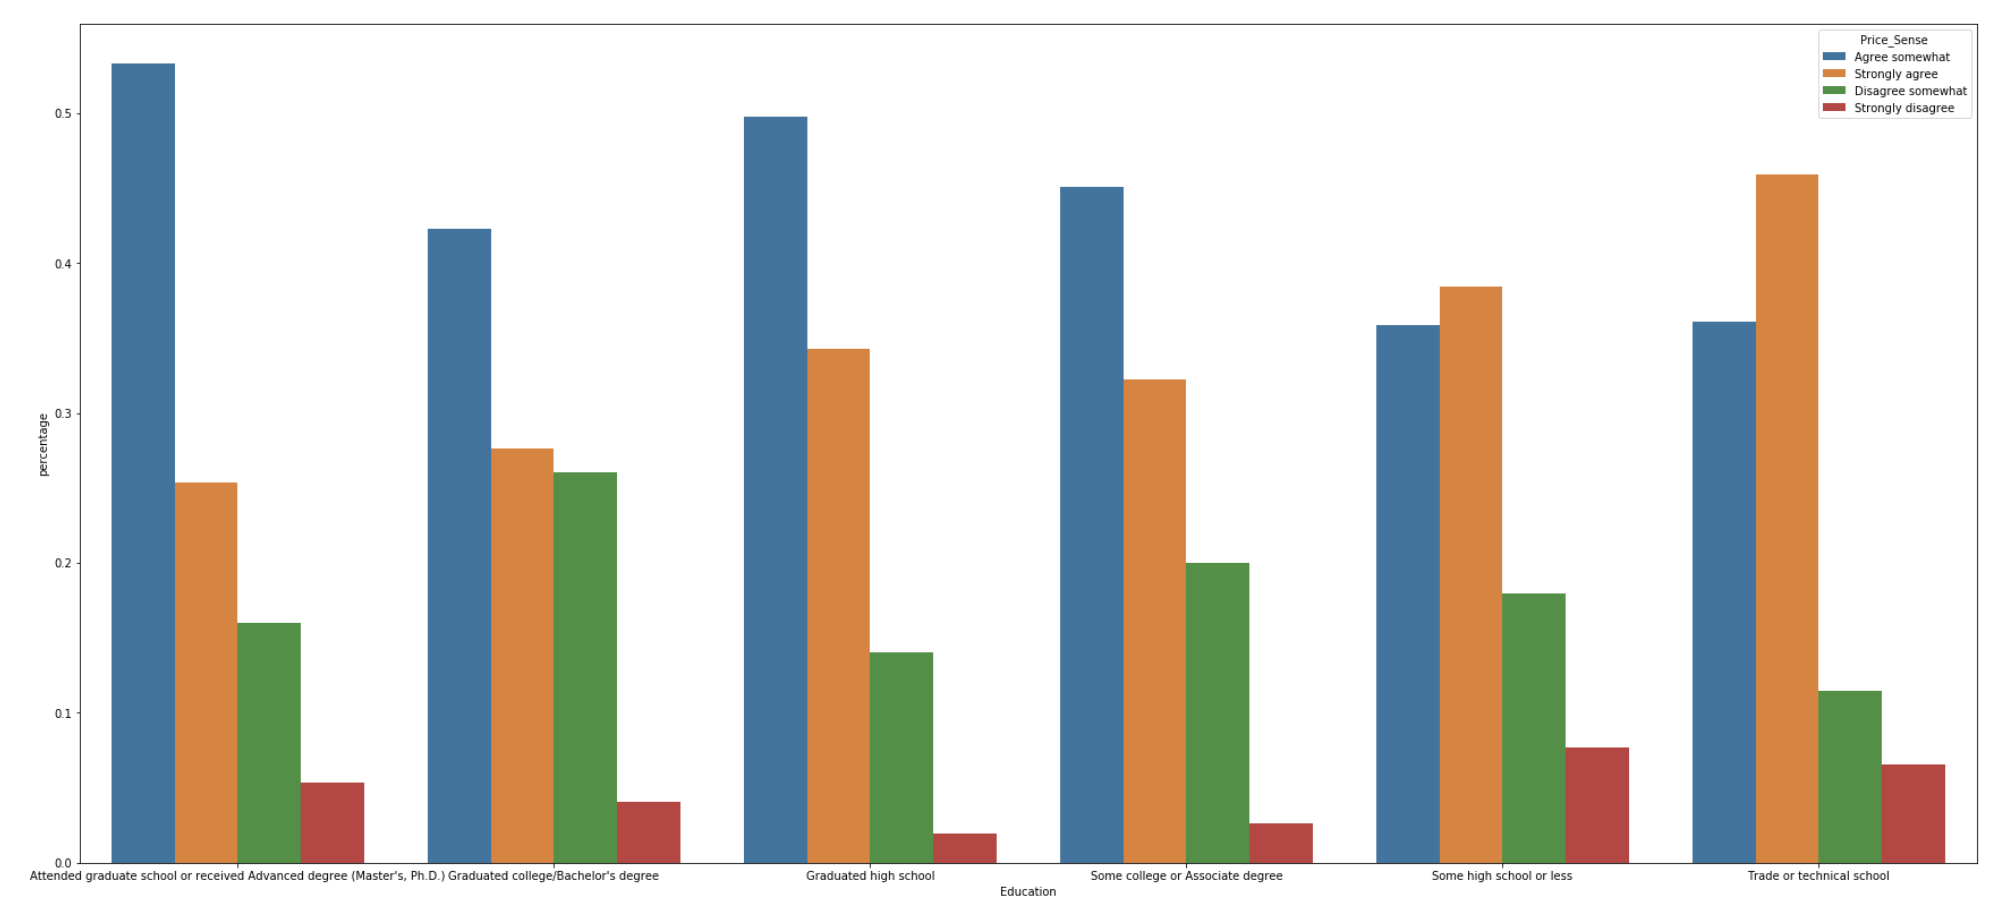 Price_Sense
Agree somewhat
Strongly agree
Disagree somewhat
Strongly disagree
percentage
0.5
0.4
0.3
0.2
0.1
0.0
Attended graduate school or received Advanced degree (Master's, Ph.D.)
Graduated college/Bachelor's degree
Graduated high school
Some college or Associate degree
Some high school or less
Trade or technical school
Education